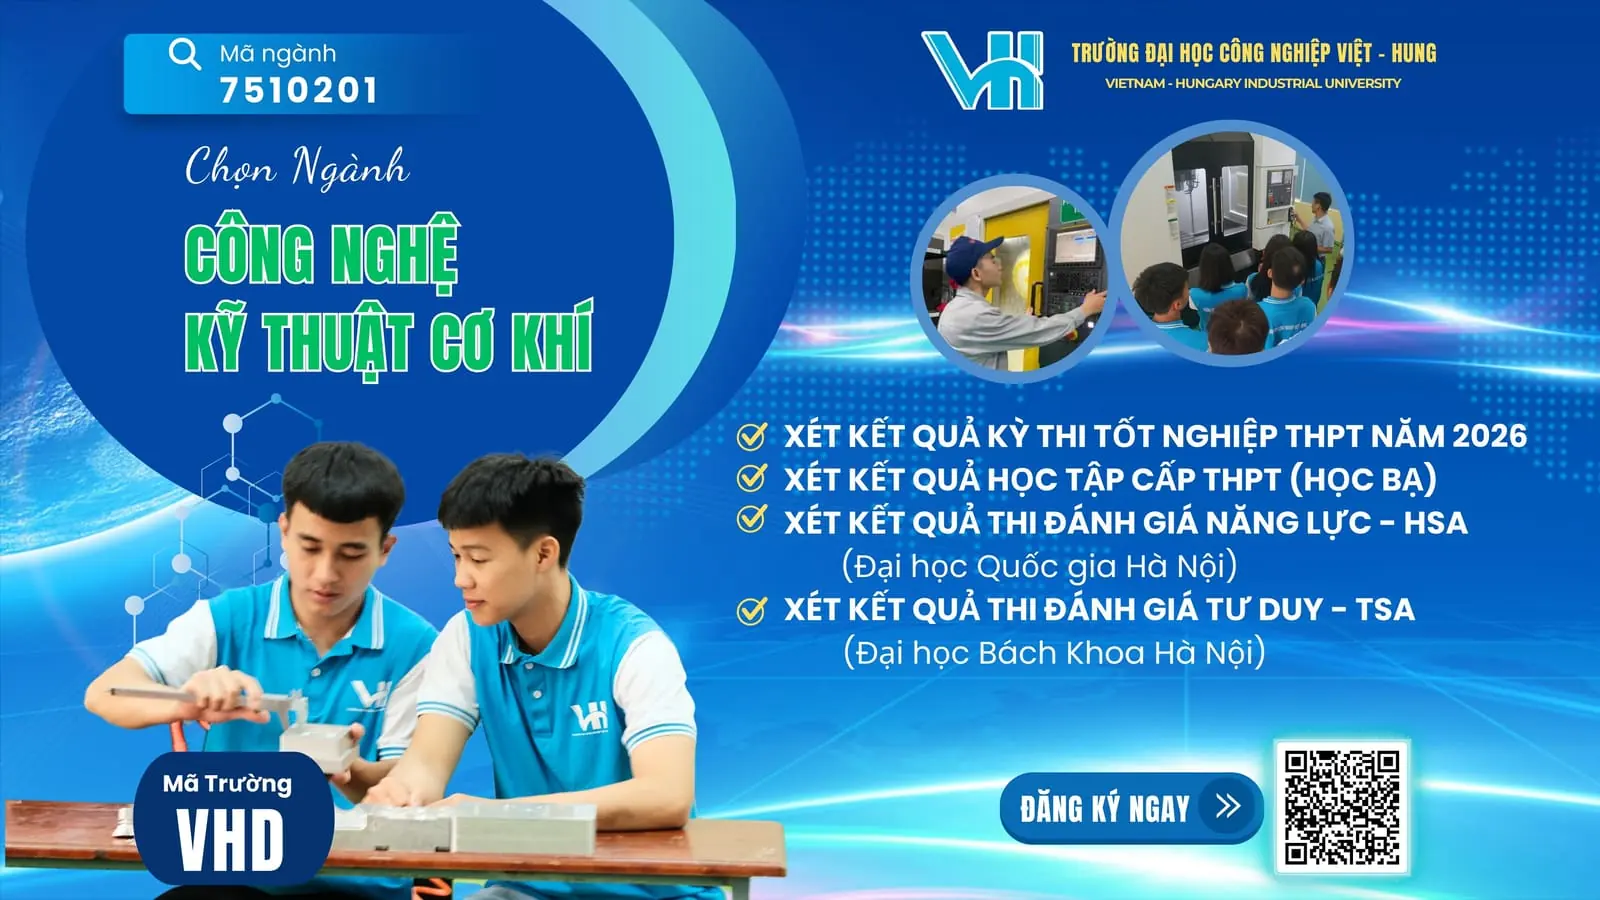 Mã ngành
7510201
Chọn Ngành
CÔNG NGHỆ
KỸ THUẬT CƠ KHÍ
VH
TRƯỜNG ĐẠI HỌC CÔNG NGHIỆP VIỆT - HUNG
VIETNAM - HUNGARY INDUSTRIAL UNIVERSITY
XÉT KẾT QUẢ KỲ THI TỐT NGHIỆP THPT NĂM 2026
XÉT KẾT QUẢ HỌC TẬP CẤP THPT (HỌC BẠ)
XÉT KẾT QUẢ THI ĐÁNH GIÁ NĂNG LỰC - HSA
(Đại học Quốc gia Hà Nội)
XÉT KẾT QUẢ THI ĐÁNH GIÁ TƯ DUY - TSA
(Đại học Bách Khoa Hà Nội)
Mã Trường
VHD
ĐĂNG KÝ NGAY